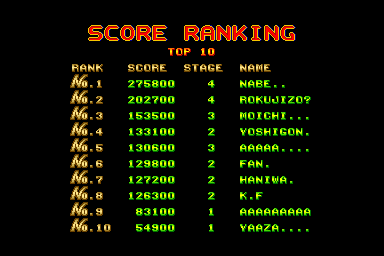 SCORE RANKING
TOP 10
RANK SCORE STAGE NAME
No.1 275800 4 NABE..
No.2 202700 4 ROKUJIZO?
No.3 153500 3 MOICHI...
No.4 133100 2 YOSHIGON.
No.5 130600 3 AAAAA....
No.6 129800 2 FAN.
No.7 127200 2 HANIWA.
No.8 126300 2 K.F
No.9 83100 1 AAAAAAAAA
No.10 54900 1 YAAZA....